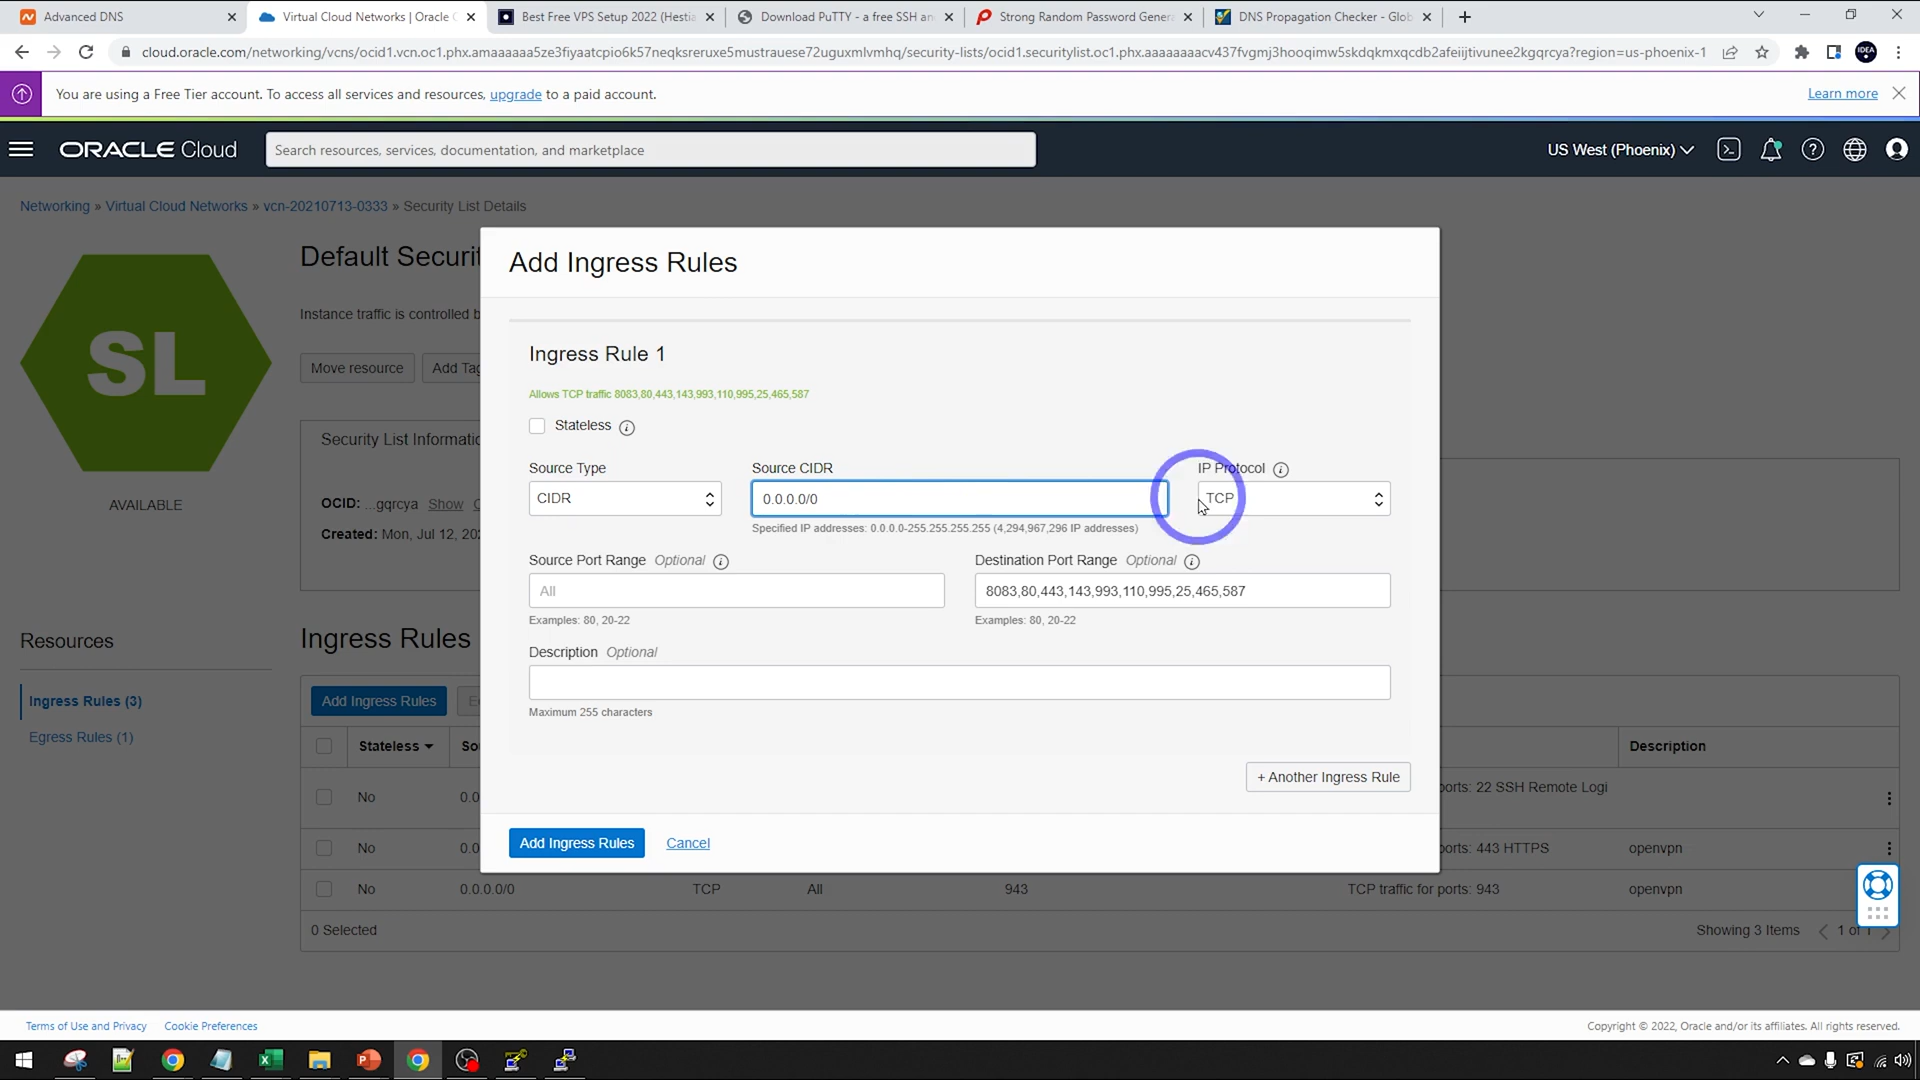 Advanced DNS
Virtual Cloud Networks | Oracle C
Best Free VPS Setup 2022 (Hestia
Download PuTTY - a free SSH an
Strong Random Password Genera
DNS Propagation Checker - Glob
cloud.oracle.com/networking/vcns/ocid1.vcn.oc1.phx.amaaaaaa5ze3fiyaatcpio6k57neqksreruxe5mustrauese72uguxmlvmhq/security-lists/ocid1.securitylist.oc1.phx.aaaaaaaacv437fvgmj3hooqimw5skdqkmxqcdb2afeiijtivunee2kgqrcya?region=us-phoenix-1
IDEA
You are using a Free Tier account. To access all services and resources, upgrade to a paid account.
Learn more
ORACLE Cloud
Search resources, services, documentation, and marketplace
US West (Phoenix)
Networking » Virtual Cloud Networks » vcn-20210713-0333 » Security List Details
SL
AVAILABLE
Default Securit
Instance traffic is controlled b
Move resource
Add Tag
Security List Informatio
OCID: ...gqrcya Show
Created: Mon, Jul 12, 202
Resources
Ingress Rules (3)
Egress Rules (1)
Add Ingress Rules
Ingress Rule 1
Allows TCP traffic 8083,80,443,143,993,110,995,25,465,587
Stateless
Source Type
Source CIDR
IP Protocol
CIDR
0.0.0.0/0
TCP
Specified IP addresses: 0.0.0.0-255.255.255.255 (4,294,967,296 IP addresses)
Source Port Range Optional
Destination Port Range Optional
All
8083,80,443,143,993,110,995,25,465,587
Examples: 80, 20-22
Examples: 80, 20-22
Description Optional
Maximum 255 characters
+ Another Ingress Rule
Add Ingress Rules
Cancel
Ingress Rules
Add Ingress Rules
Stateless
Sou
Description
No
0.0
ports: 22 SSH Remote Logi
No
0.0
ports: 443 HTTPS
openvpn
No
0.0.0.0/0
TCP
All
943
TCP traffic for ports: 943
openvpn
0 Selected
Showing 3 Items
1 of 1
Terms of Use and Privacy
Cookie Preferences
Copyright © 2022, Oracle and/or its affiliates. All rights reserved.